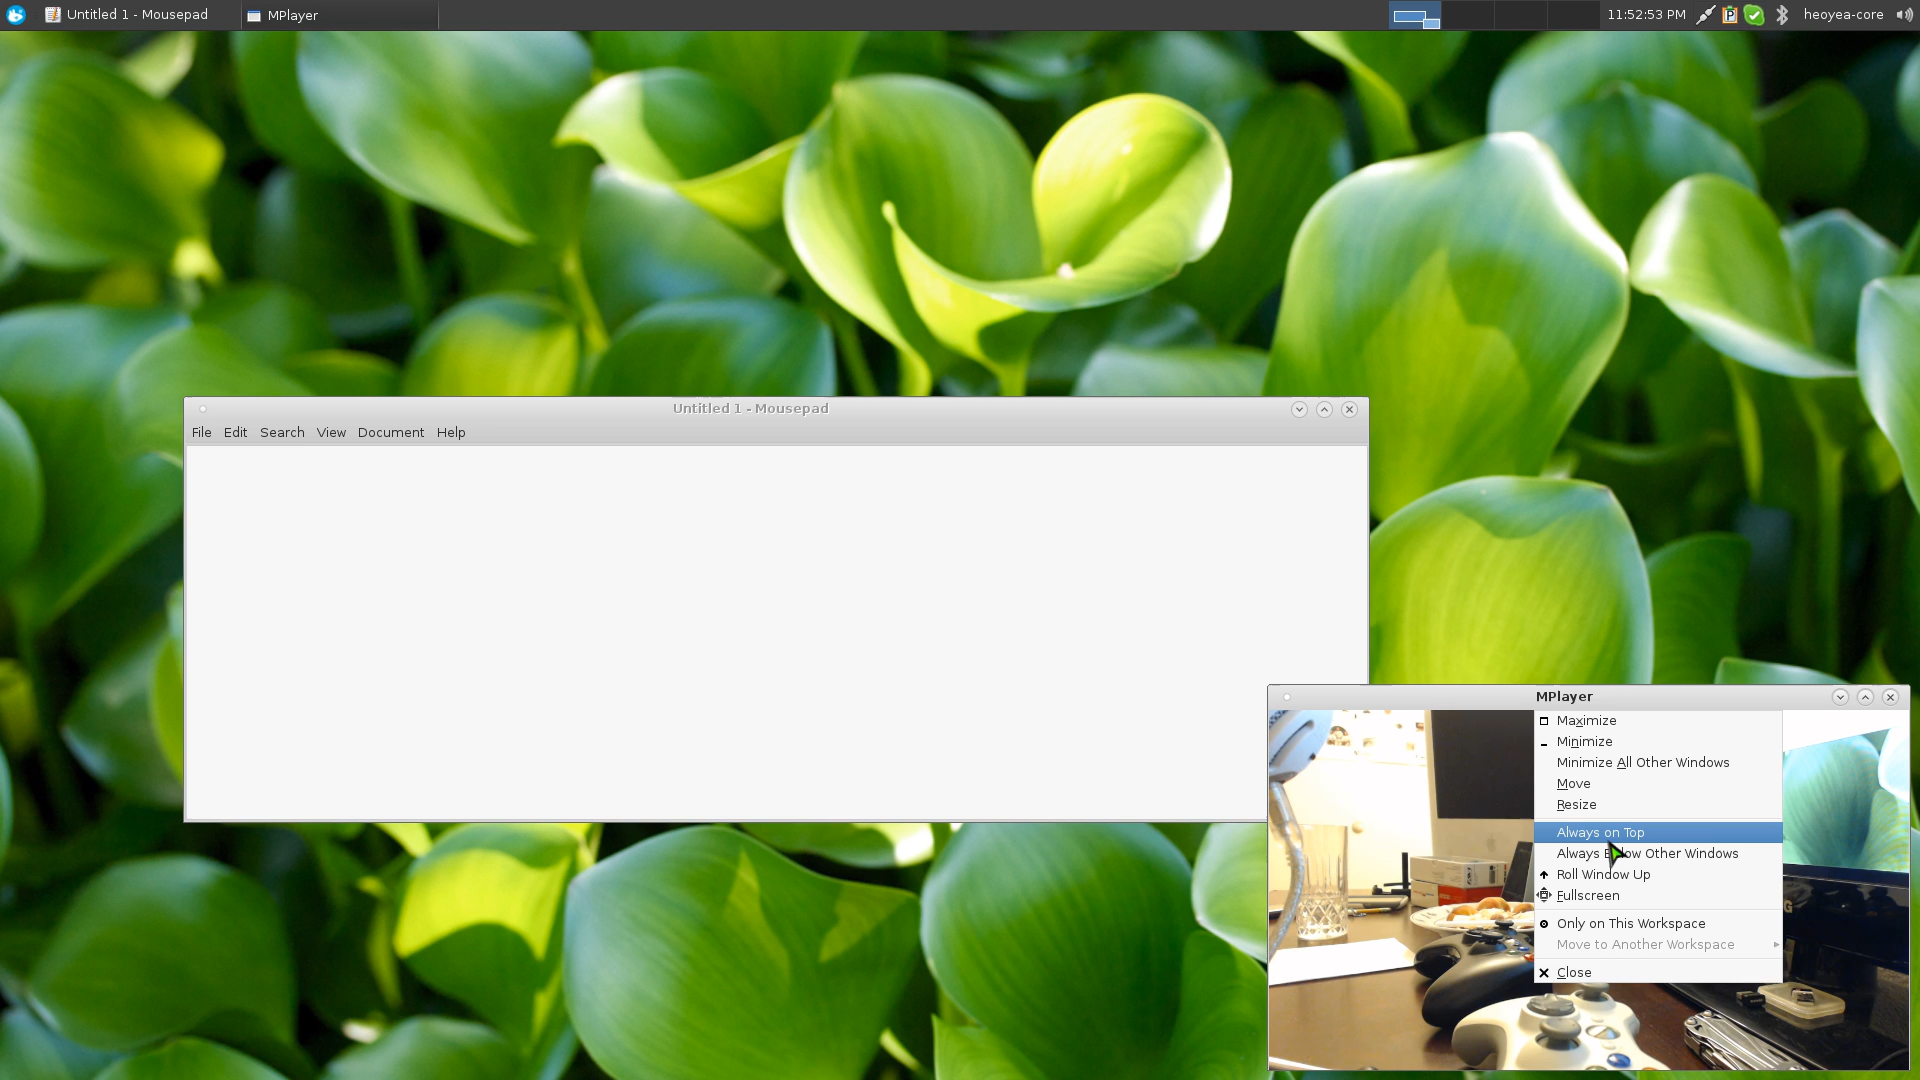 Untitled 1 - Mousepad
MPlayer
11:52:53 PM
heoyea-core
Untitled 1 - Mousepad
File Edit Search View Document Help
MPlayer
Maximize
Minimize
Minimize All Other Windows
Move
Resize
Always on Top
Always Other Windows
Roll Window Up
Fullscreen
Only on This Workspace
Move to Another Workspace
Close